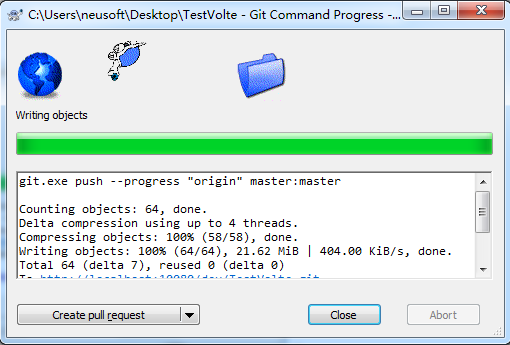 C:\Users\neusoft\Desktop\TestVolte - Git Command Progress -...
Writing objects
git.exe push --progress "origin" master:master
Counting objects: 64, done.
Delta compression using up to 4 threads.
Compressing objects: 100% (58/58), done.
Writing objects: 100% (64/64), 21.62 MiB | 404.00 KiB/s, done.
Total 64 (delta 7), reused 0 (delta 0)
To
Create pull request
Close
Abort